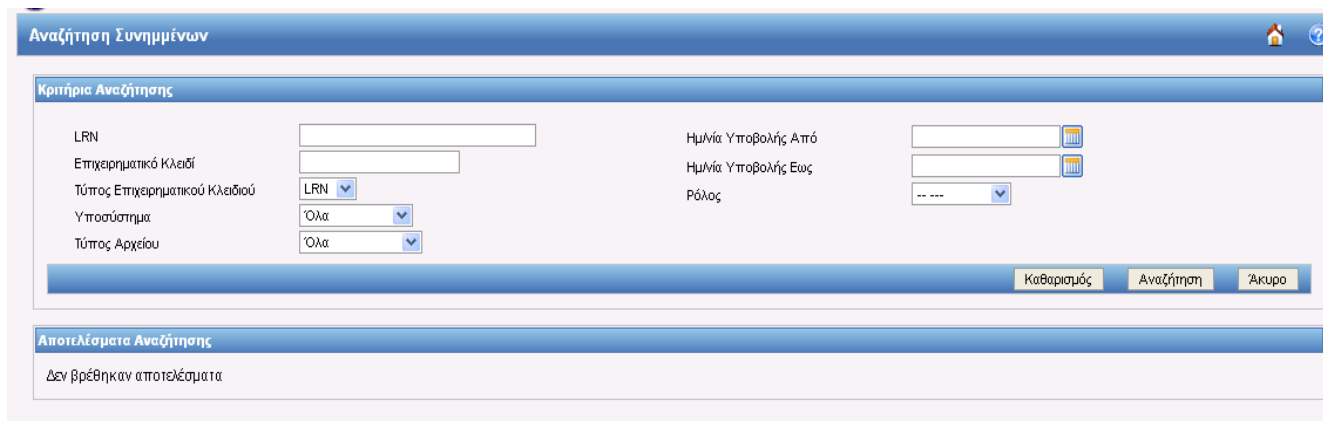 Αναζήτηση Συνημμένων
Κριτήρια Αναζήτησης
LRN
Επιχειρηματικό Κλειδί
Τύπος Επιχειρηματικού Κλειδιού LRN
Υποσύστημα Όλα
Τύπος Αρχείου Όλα
Ημ/νία Υποβολής Από
Ημ/νία Υποβολής Εως
Ρόλος -- ---
Καθαρισμός Αναζήτηση Άκυρο
Αποτελέσματα Αναζήτησης
Δεν βρέθηκαν αποτελέσματα